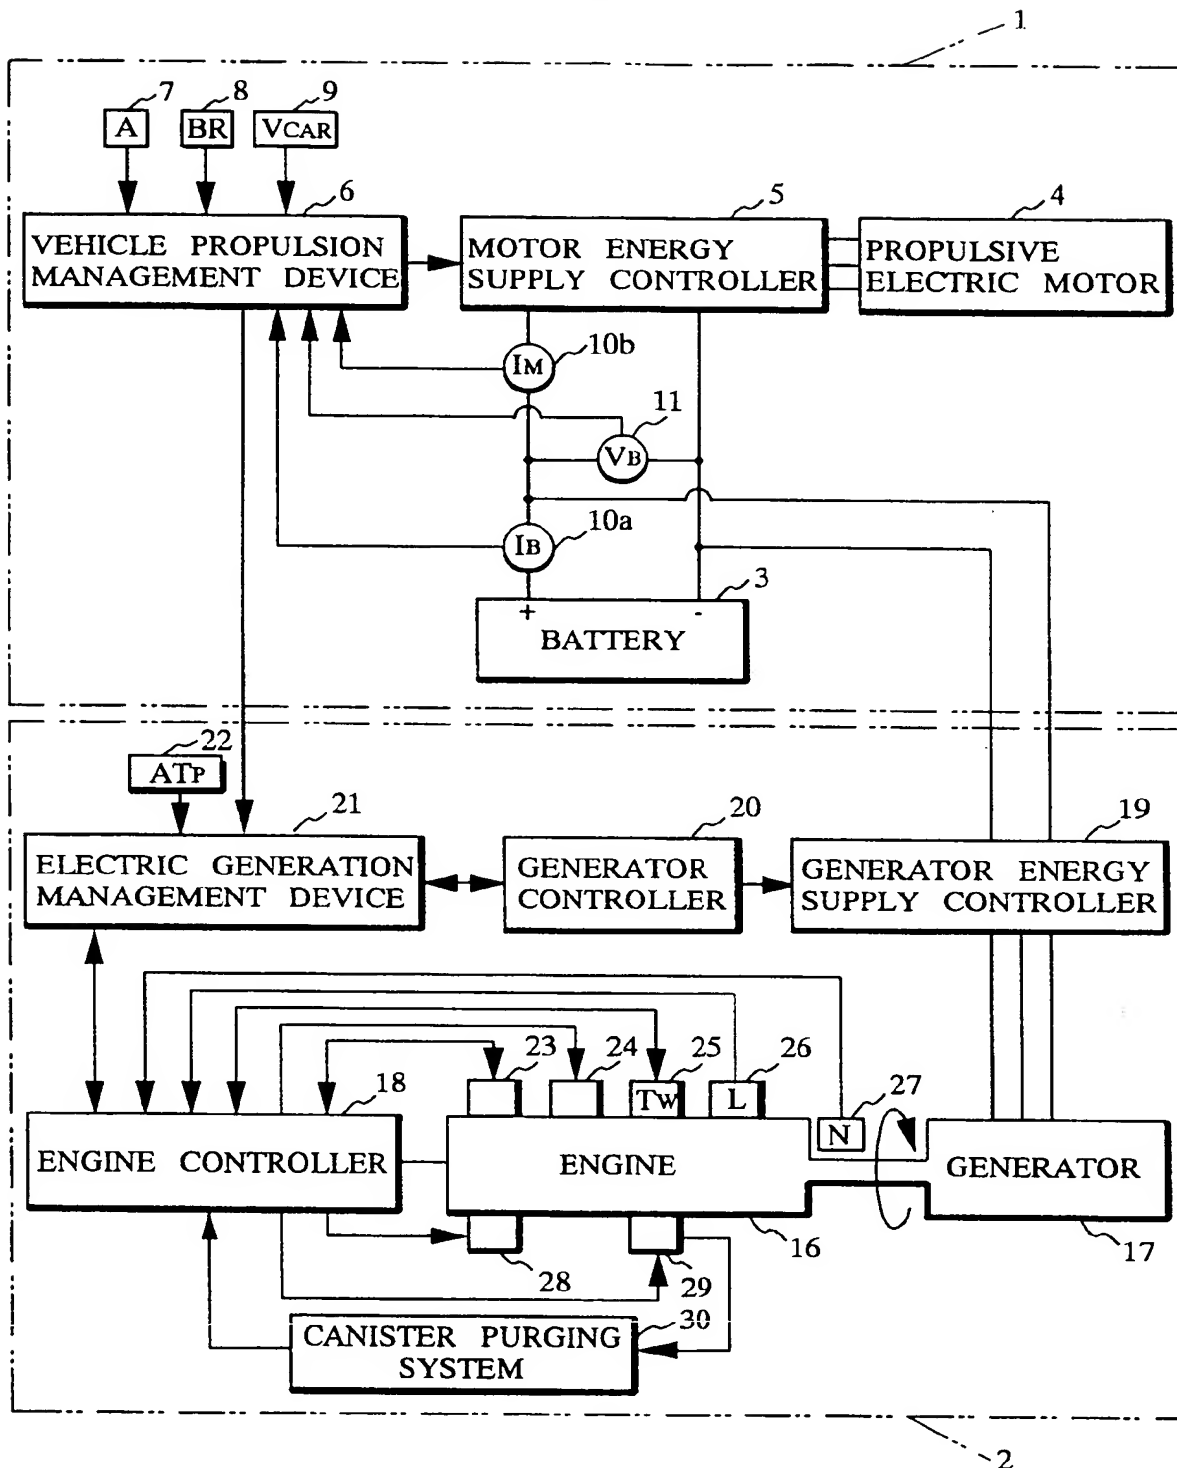 1
7
8
9
A
BR
VCAR
6
5
4
VEHICLE PROPULSION
MANAGEMENT DEVICE
MOTOR ENERGY
SUPPLY CONTROLLER
PROPULSIVE
ELECTRIC MOTOR
IM
10b
11
VB
10a
IB
3
+
-
BATTERY
22
ATP
21
20
19
ELECTRIC GENERATION
MANAGEMENT DEVICE
GENERATOR
CONTROLLER
GENERATOR ENERGY
SUPPLY CONTROLLER
23
24
25
26
27
18
TW
L
N
ENGINE CONTROLLER
ENGINE
GENERATOR
16
17
28
29
30
CANISTER PURGING
SYSTEM
2